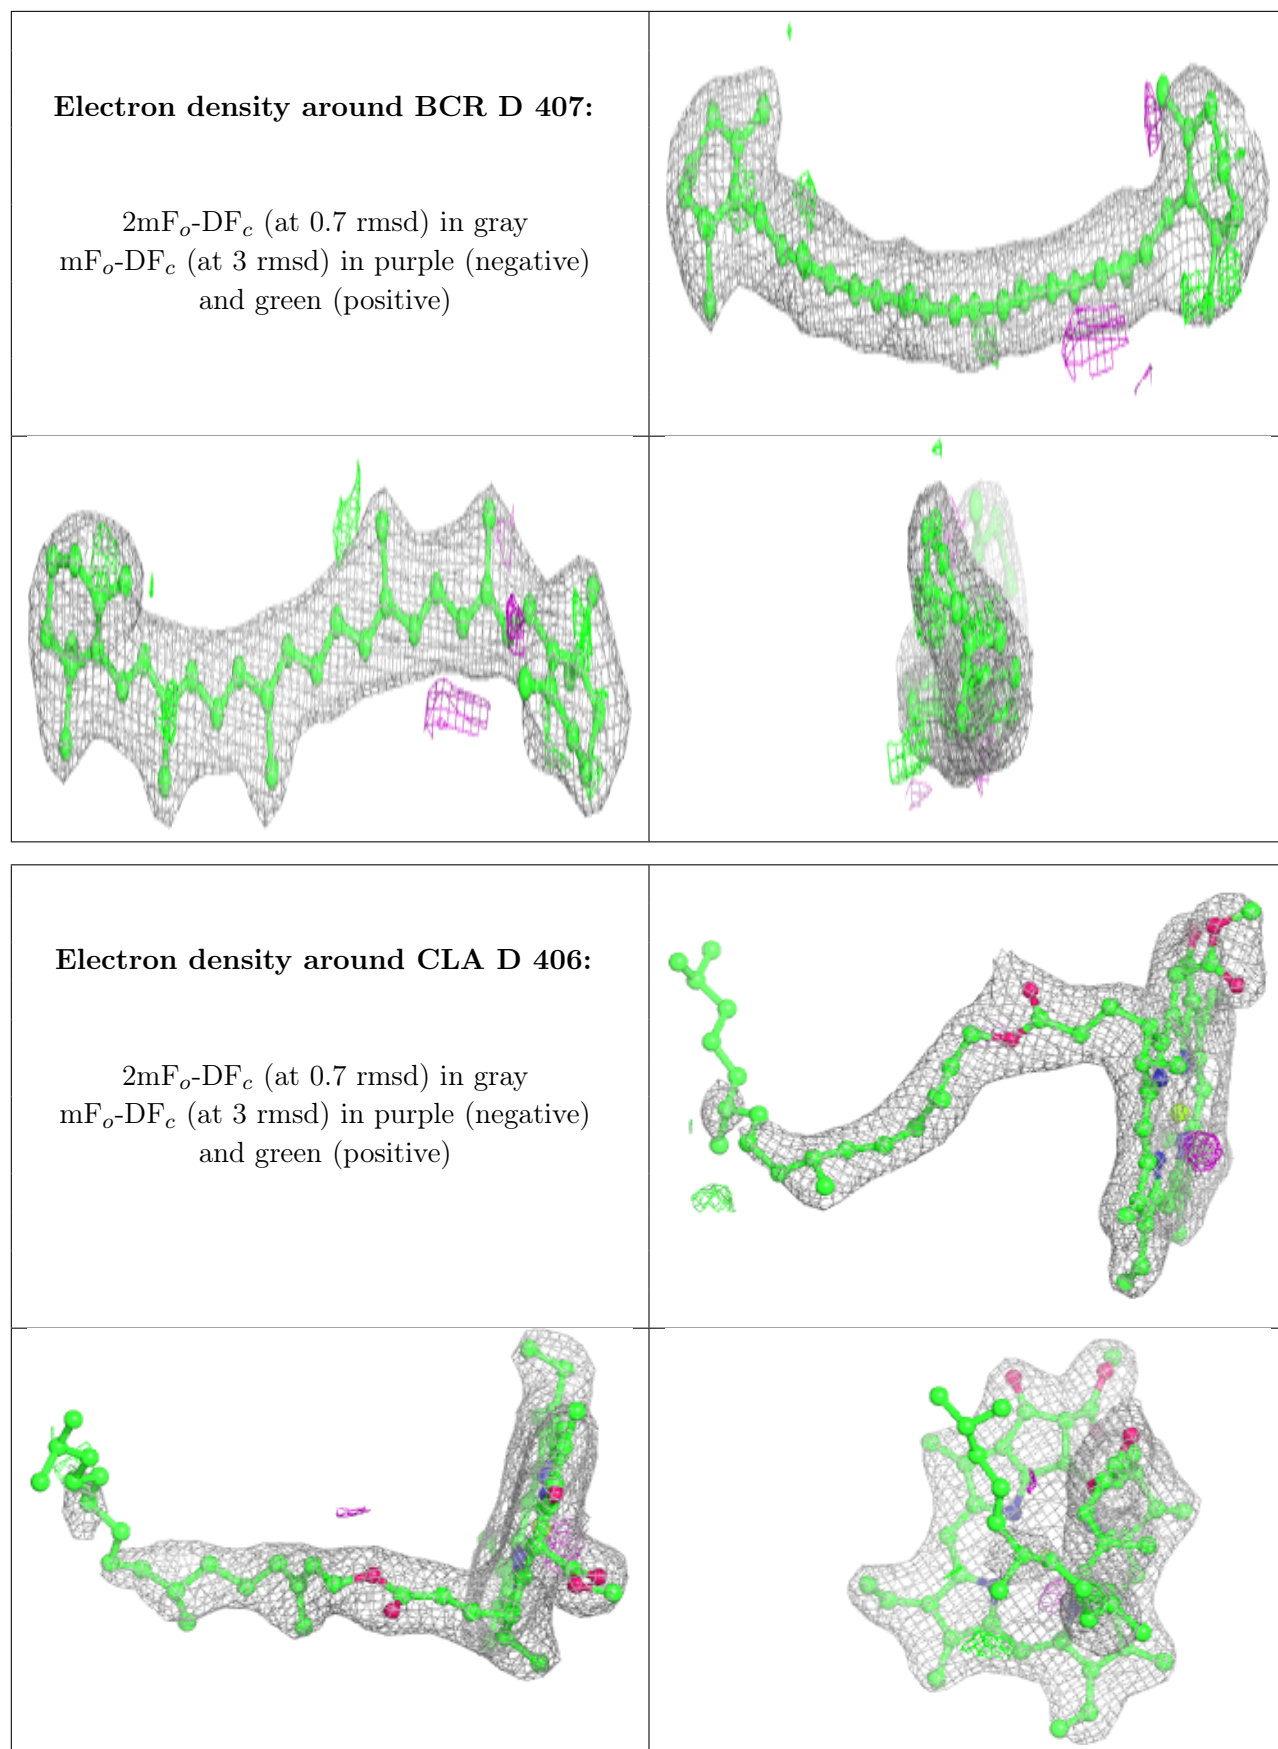 Electron density around BCR D 407:
2mFₒ-DF𝒸 (at 0.7 rmsd) in gray
mFₒ-DF𝒸 (at 3 rmsd) in purple (negative)
and green (positive)
Electron density around CLA D 406:
2mFₒ-DF𝒸 (at 0.7 rmsd) in gray
mFₒ-DF𝒸 (at 3 rmsd) in purple (negative)
and green (positive)